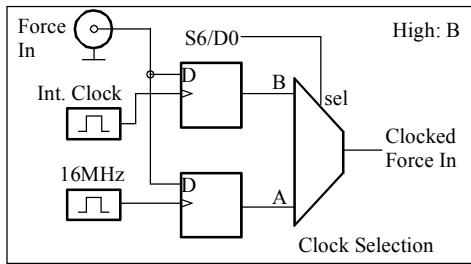 Force
In
S6/D0
High: B
D
B
sel
Int. Clock
Clocked
Force In
16MHz
D
A
Clock Selection